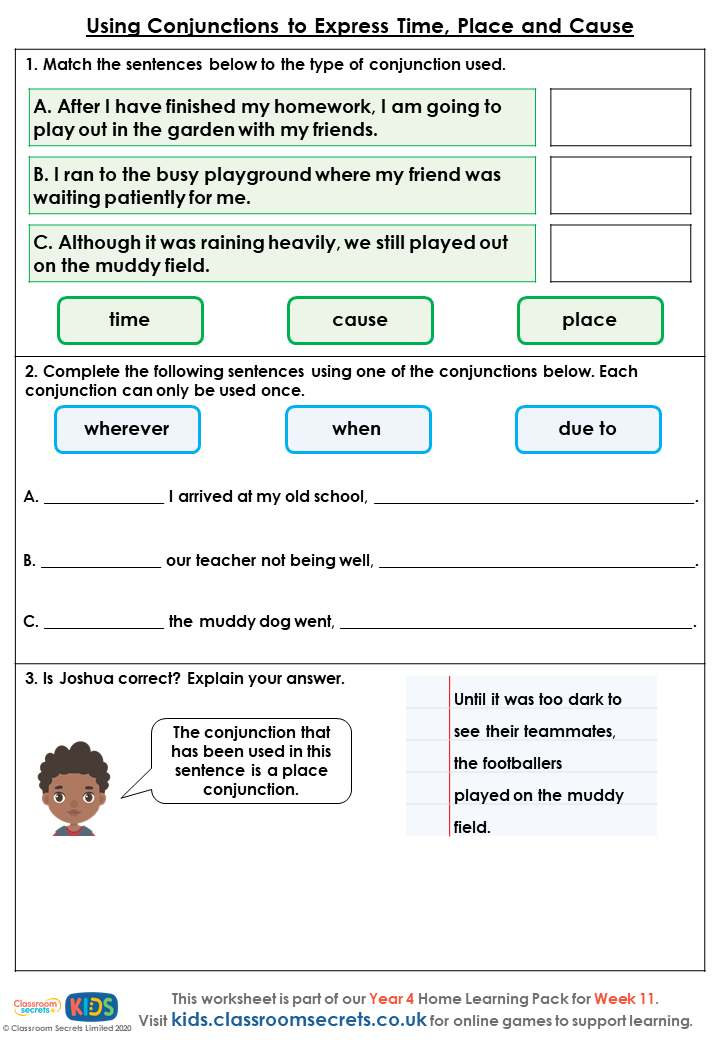 Using Conjunctions to Express Time, Place and Cause
1. Match the sentences below to the type of conjunction used.
A. After I have finished my homework, I am going to
play out in the garden with my friends.
B. I ran to the busy playground where my friend was
waiting patiently for me.
C. Although it was raining heavily, we still played out
on the muddy field.
time
cause
place
2. Complete the following sentences using one of the conjunctions below. Each
conjunction can only be used once.
wherever
when
due to
A. _____________ I arrived at my old school, ___________________________________.
B. _____________ our teacher not being well, __________________________________.
C. _____________ the muddy dog went, ______________________________________.
3. Is Joshua correct? Explain your answer.
The conjunction that
has been used in this
sentence is a place
conjunction.
Until it was too dark to
see their teammates,
the footballers
played on the muddy
field.
Classroom
secrets
KIDS
© Classroom Secrets Limited 2020
This worksheet is part of our Year 4 Home Learning Pack for Week 11.
Visit kids.classroomsecrets.co.uk for online games to support learning.